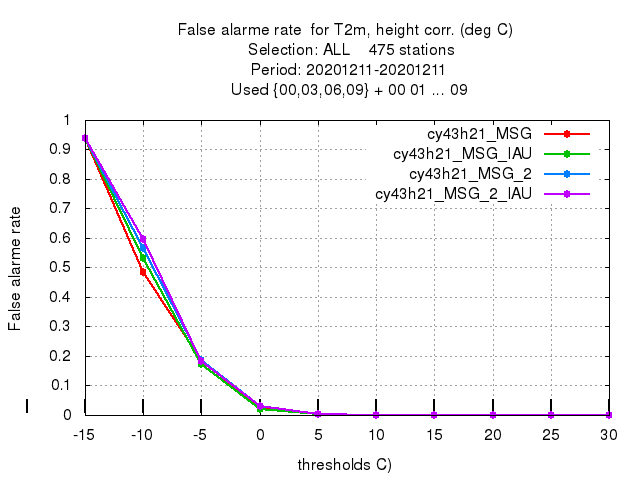 False alarme rate  for T2m, height corr. (deg C)
Selection: ALL    475 stations
Period: 20201211-20201211
Used {00,03,06,09} + 00 01 ... 09
cy43h21_MSG
cy43h21_MSG_IAU
cy43h21_MSG_2
cy43h21_MSG_2_IAU
False alarme rate
1
0.9
0.8
0.7
0.6
0.5
0.4
0.3
0.2
0.1
0
-15 -10 -5 0 5 10 15 20 25 30
thresholds C)